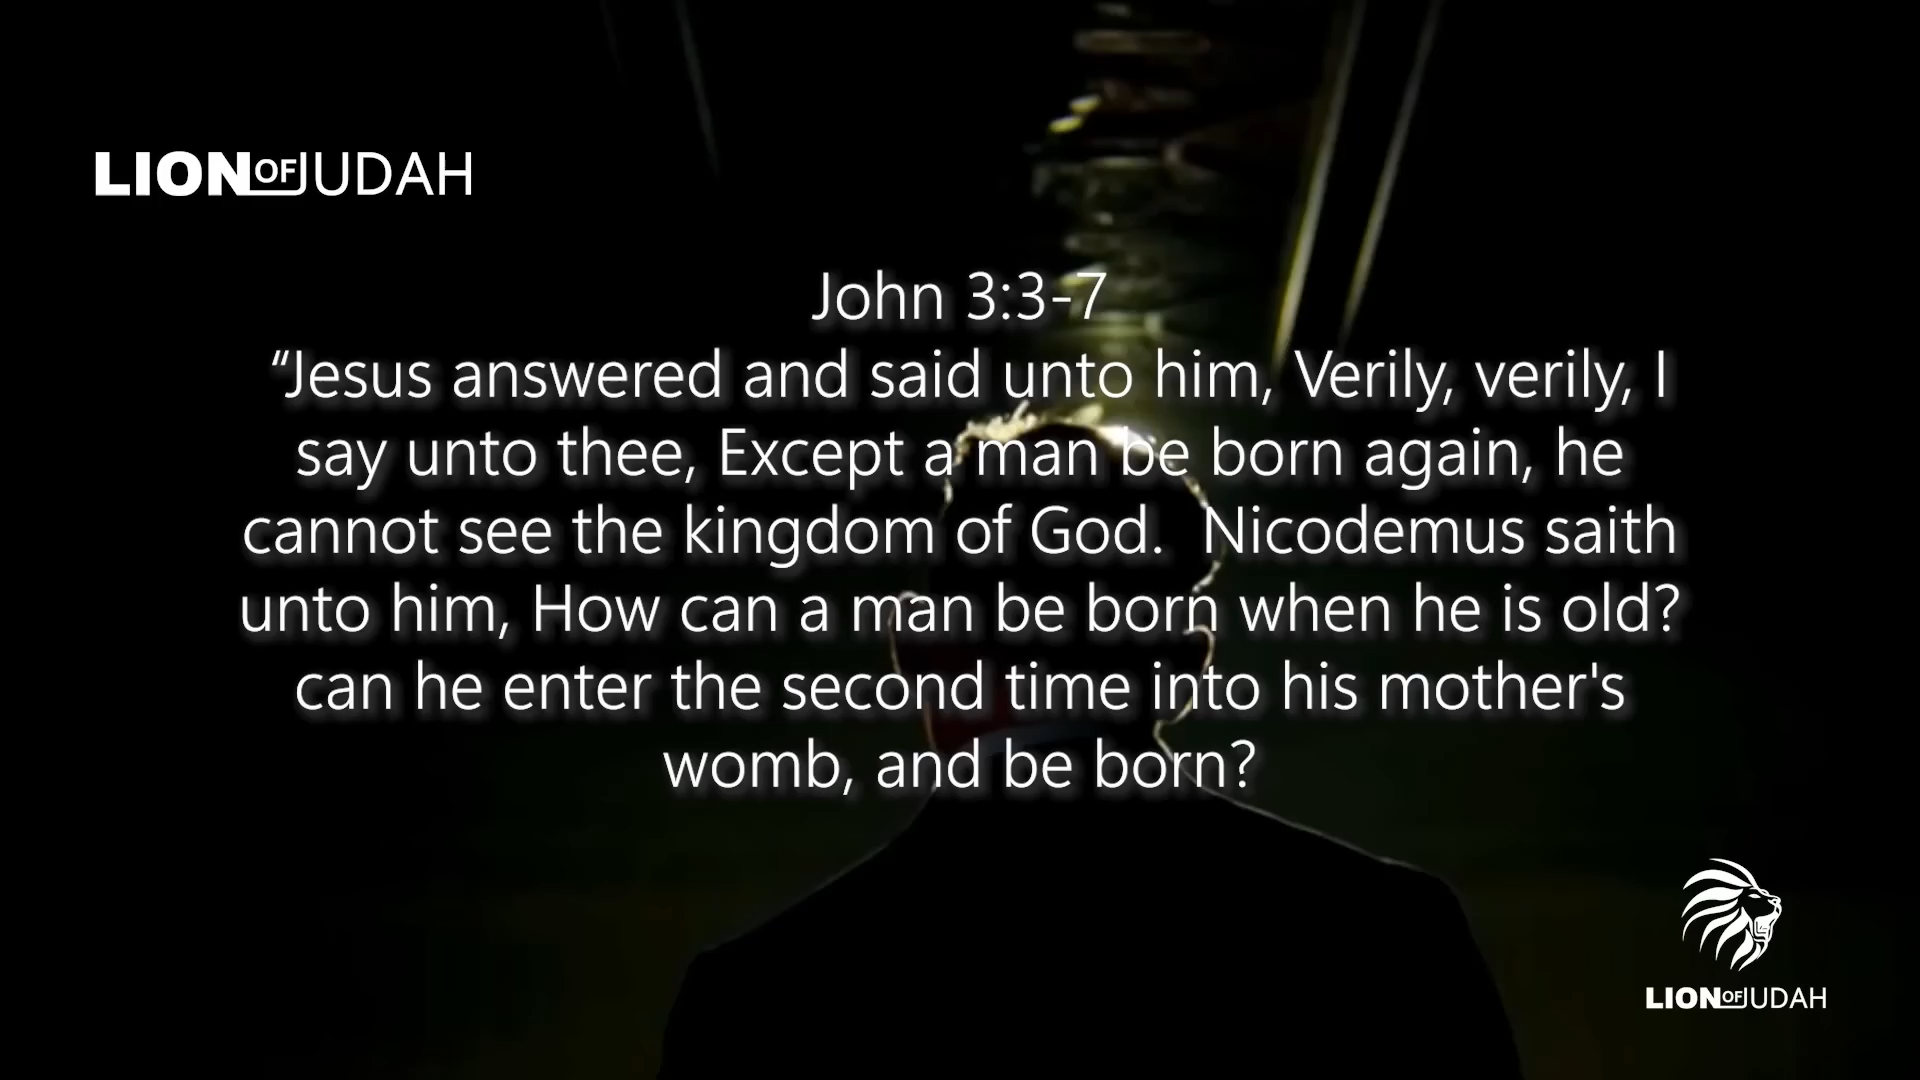 LION OF JUDAH
John 3:3-7
“Jesus answered and said unto him, Verily, verily, I
say unto thee, Except a man be born again, he
cannot see the kingdom of God.  Nicodemus saith
unto him, How can a man be born when he is old?
can he enter the second time into his mother's
womb, and be born?
LION OF JUDAH